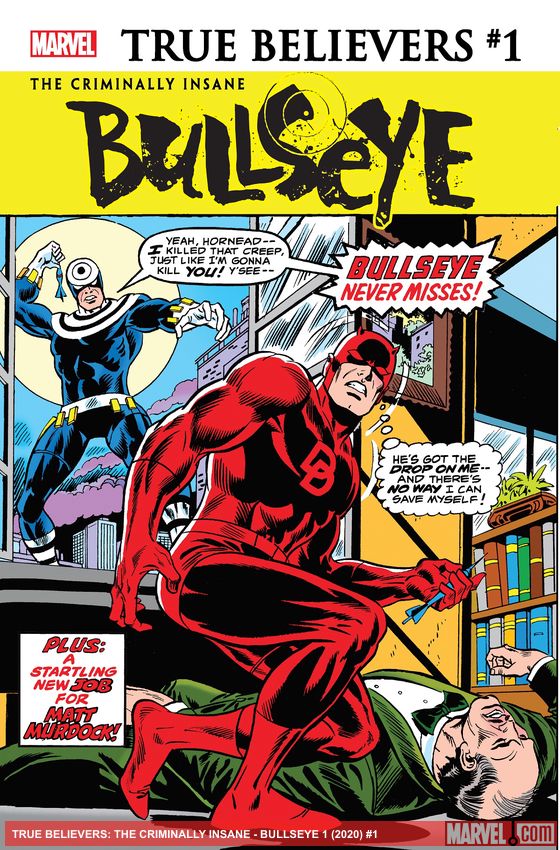 MARVEL TRUE BELIEVERS #1
THE CRIMINALLY INSANE
BULLSEYE
YEAH, HORNEAD--
I KILLED THAT CREEP,
JUST LIKE I'M GONNA
KILL YOU! Y'SEE--
BULLSEYE
NEVER MISSES!
DD
HE'S GOT THE
DROP ON ME--
AND THERE'S
NO WAY I CAN
SAVE MYSELF!
PLUS:
A
STARTLING
NEW JOB
FOR
MATT
MURDOCK!
TRUE BELIEVERS: THE CRIMINALLY INSANE - BULLSEYE 1 (2020) #1
MARVEL.com